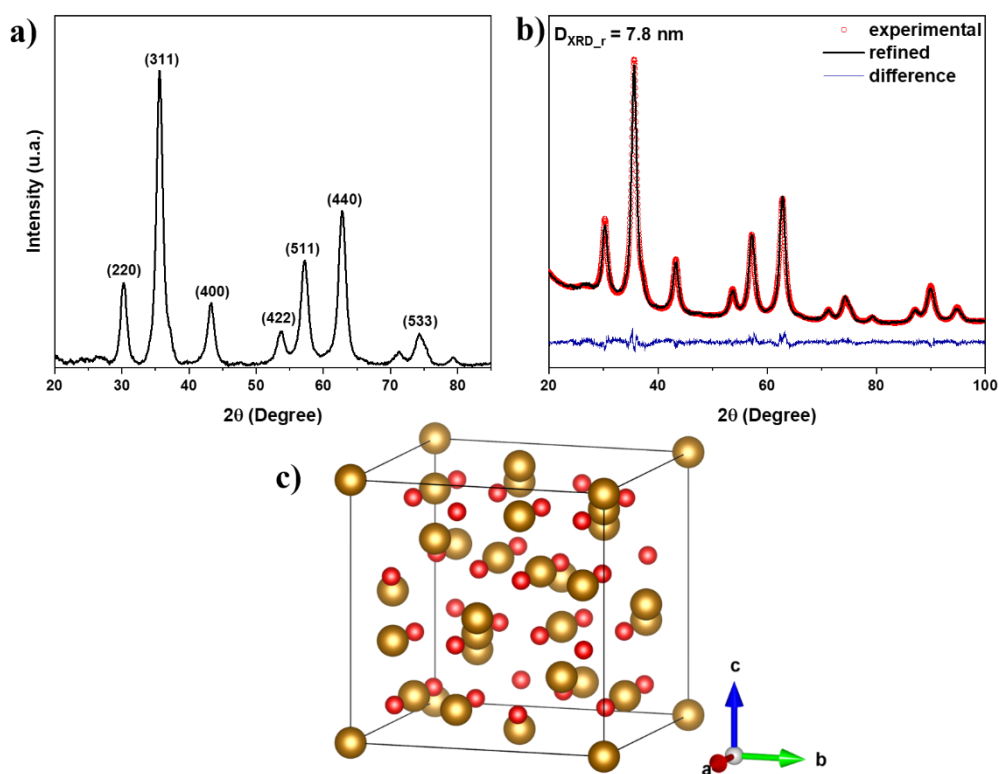 a)
(311)
(440)
(511)
(220)
(400)
(422)
(533)
Intensity (u.a.)
20 30 40 50 60 70 80
2θ (Degree)
b)
D_XRD_r = 7.8 nm
experimental
refined
difference
20 40 60 80 100
2θ (Degree)
c)
c
b
a